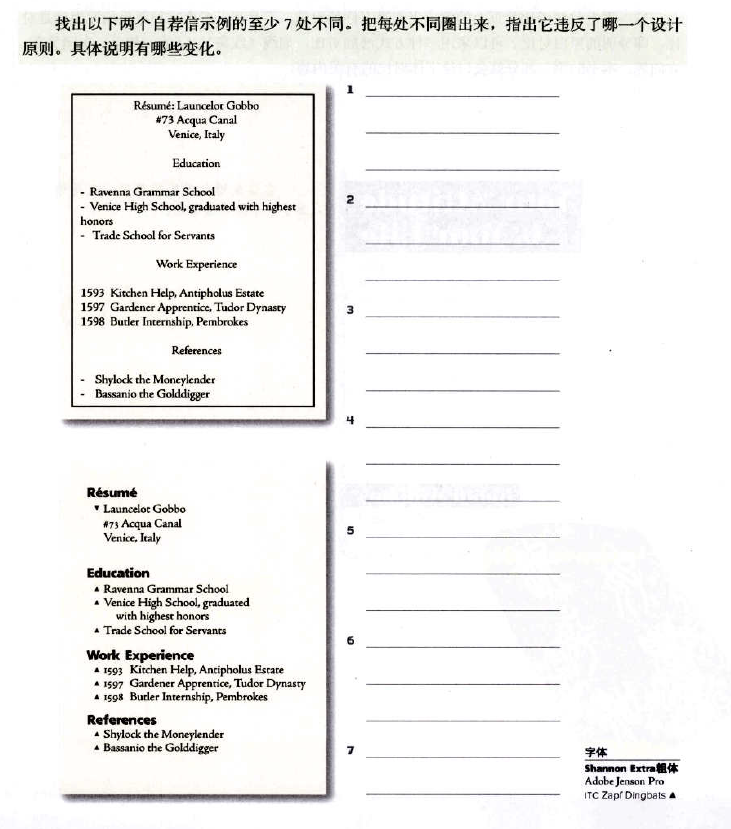 找出以下两个自荐信示例的至少7处不同。把每处不同圈出来，指出它违反了哪一个设计
原则。具体说明有哪些变化。
Résumé: Launcelot Gobbo
#73 Acqua Canal
Venice, Italy
Education
- Ravenna Grammar School
- Venice High School, graduated with highest
honors
- Trade School for Servants
Work Experience
1593 Kitchen Help, Antipholus Estate
1597 Gardener Apprentice, Tudor Dynasty
1598 Butler Internship, Pembrokes
References
- Shylock the Moneylender
- Bassanio the Golddigger
Résumé
▼ Launcelot Gobbo
#73 Acqua Canal
Venice, Italy
Education
▲ Ravenna Grammar School
▲ Venice High School, graduated
with highest honors
▲ Trade School for Servants
Work Experience
▲ 1593 Kitchen Help, Antipholus Estate
▲ 1597 Gardener Apprentice, Tudor Dynasty
▲ 1598 Butler Internship, Pembrokes
References
▲ Shylock the Moneylender
▲ Bassanio the Golddigger
1
2
3
4
5
6
7
字体
Shannon Extra粗体
Adobe Jenson Pro
ITC Zapf Dingbats ▲